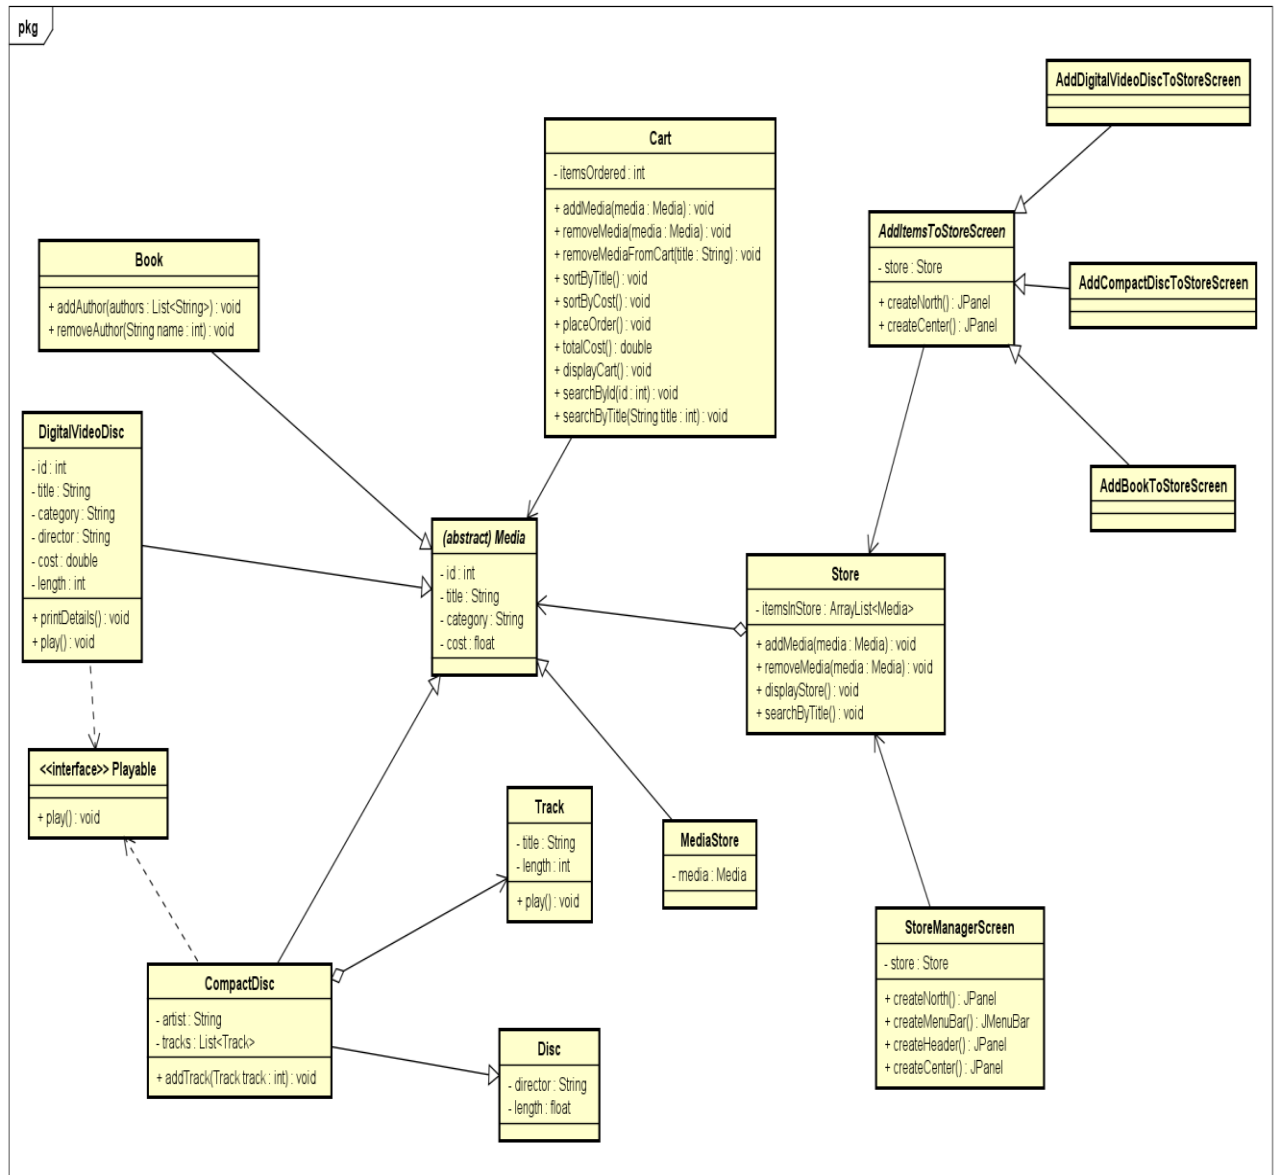 pkg
AddDigitalVideoDiscToStoreScreen
Cart
- itemsOrdered : int
+ addMedia(media : Media) : void
+ removeMedia(media : Media) : void
+ removeMediaFromCart(title : String) : void
+ sortByTitle() : void
+ sortByCost() : void
+ placeOrder() : void
+ totalCost() : double
+ displayCart() : void
+ searchById(id : int) : void
+ searchByTitle(String title : int) : void
AddItemsToStoreScreen
- store : Store
+ createNorth() : JPanel
+ createCenter() : JPanel
AddCompactDiscToStoreScreen
Book
+ addAuthor(authors : List<String>) : void
+ removeAuthor(String name : int) : void
DigitalVideoDisc
- id : int
- title : String
- category : String
- director : String
- cost : double
- length : int
+ printDetails() : void
+ play() : void
AddBookToStoreScreen
(abstract) Media
- id : int
- title : String
- category : String
- cost : float
Store
- itemsInStore : ArrayList<Media>
+ addMedia(media : Media) : void
+ removeMedia(media : Media) : void
+ displayStore() : void
+ searchByTitle() : void
<<interface>> Playable
+ play() : void
Track
- title : String
- length : int
+ play() : void
MediaStore
- media : Media
StoreManagerScreen
- store : Store
+ createNorth() : JPanel
+ createMenuBar() : JMenuBar
+ createHeader() : JPanel
+ createCenter() : JPanel
CompactDisc
- artist : String
- tracks : List<Track>
+ addTrack(Track track : int) : void
Disc
- director : String
- length : float